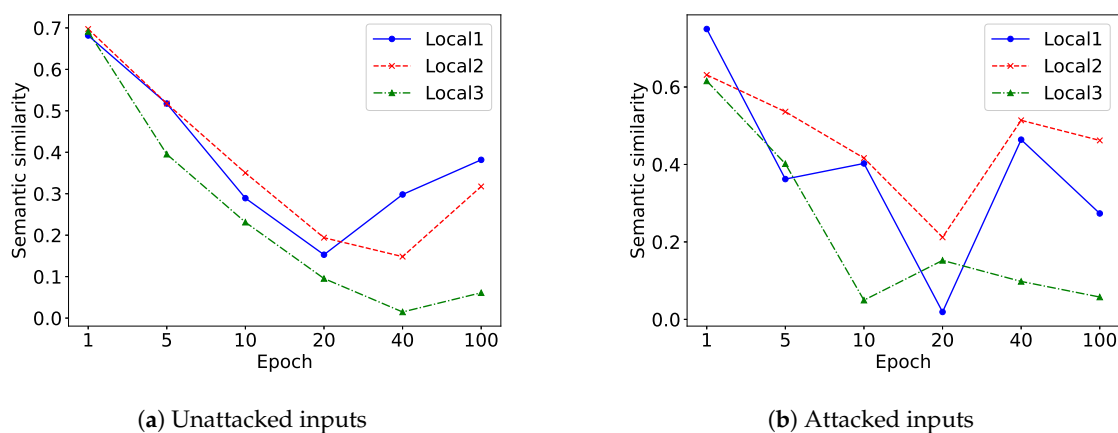 0.7
0.6
0.5
0.4
0.3
0.2
0.1
0.0
Semantic similarity
Local1
Local2
Local3
1 5 10 20 40 100
Epoch
(a) Unattacked inputs
0.6
0.4
0.2
0.0
Semantic similarity
Local1
Local2
Local3
1 5 10 20 40 100
Epoch
(b) Attacked inputs